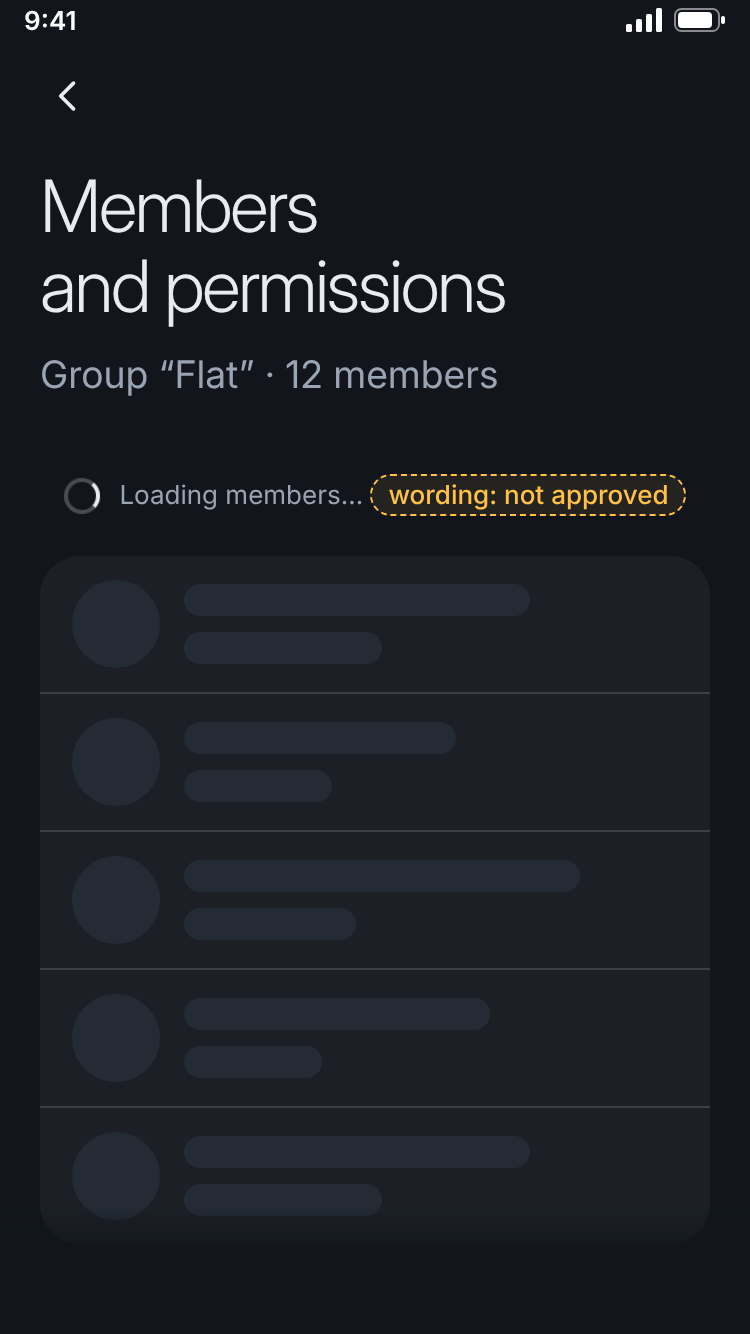 9:41
Members
and permissions
Group “Flat” · 12 members
Loading members… wording: not approved